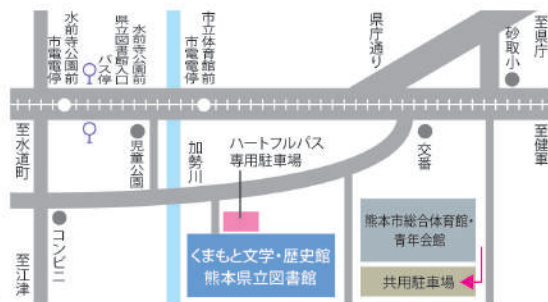 水前寺公園前
市電電停
水前寺公園前
県立図書館入口
バス停
市立体育館前
市電電停
県庁通り
砂取小
至県庁
至水道町
児童公園
加勢川
ハートフルパス
専用駐車場
交番
至健軍
コンビニ
至江津
くまもと文学・歴史館
熊本県立図書館
熊本市総合体育館・
青年会館
共用駐車場